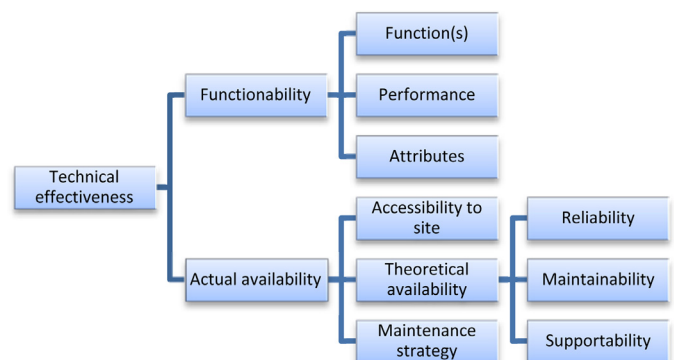 Function(s)
Functionability
Performance
Attributes
Technical
effectiveness
Accessibility to
site
Reliability
Actual availability
Theoretical
availability
Maintainability
Maintenance
strategy
Supportability